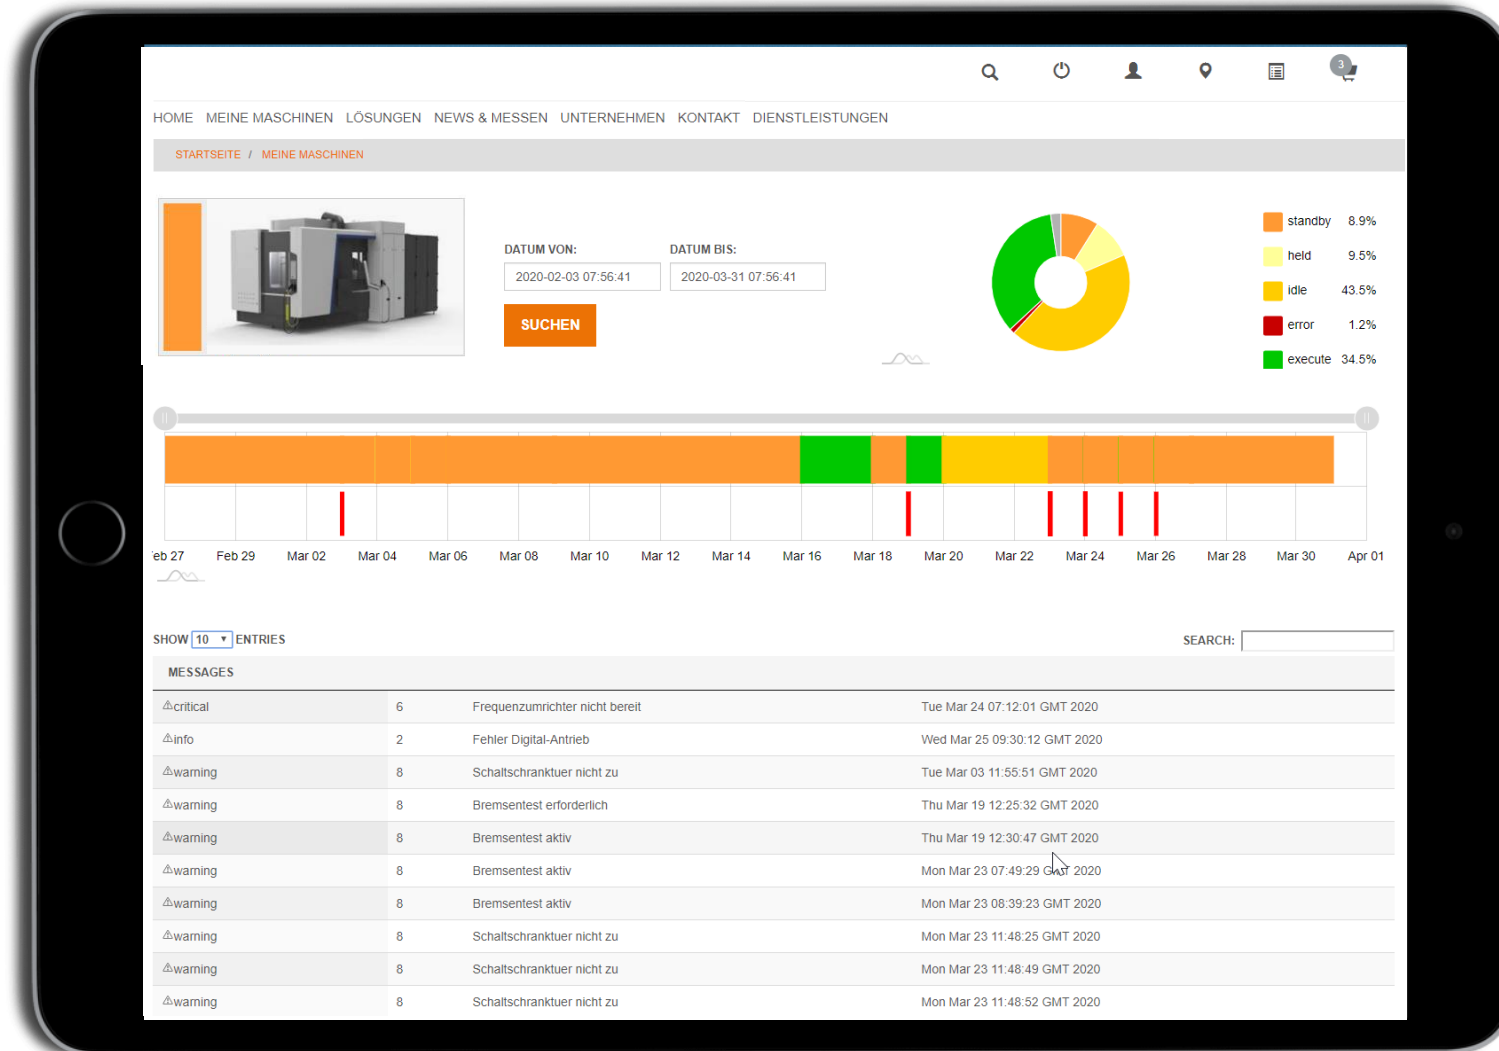 3
HOME MEINE MASCHINEN LÖSUNGEN NEWS & MESSEN UNTERNEHMEN KONTAKT DIENSTLEISTUNGEN
STARTSEITE / MEINE MASCHINEN
DATUM VON: DATUM BIS:
2020-02-03 07:56:41 2020-03-31 07:56:41
SUCHEN
standby 8.9%
held 9.5%
idle 43.5%
error 1.2%
execute 34.5%
eb 27 Feb 29 Mar 02 Mar 04 Mar 06 Mar 08 Mar 10 Mar 12 Mar 14 Mar 16 Mar 18 Mar 20 Mar 22 Mar 24 Mar 26 Mar 28 Mar 30 Apr 01
SHOW 10 ENTRIES SEARCH:
MESSAGES
critical 6 Frequenzumrichter nicht bereit Tue Mar 24 07:12:01 GMT 2020
info 2 Fehler Digital-Antrieb Wed Mar 25 09:30:12 GMT 2020
warning 8 Schaltschranktuer nicht zu Tue Mar 03 11:55:51 GMT 2020
warning 8 Bremsentest erforderlich Thu Mar 19 12:25:32 GMT 2020
warning 8 Bremsentest aktiv Thu Mar 19 12:30:47 GMT 2020
warning 8 Bremsentest aktiv Mon Mar 23 07:49:29 GMT 2020
warning 8 Bremsentest aktiv Mon Mar 23 08:39:23 GMT 2020
warning 8 Schaltschranktuer nicht zu Mon Mar 23 11:48:25 GMT 2020
warning 8 Schaltschranktuer nicht zu Mon Mar 23 11:48:49 GMT 2020
warning 8 Schaltschranktuer nicht zu Mon Mar 23 11:48:52 GMT 2020